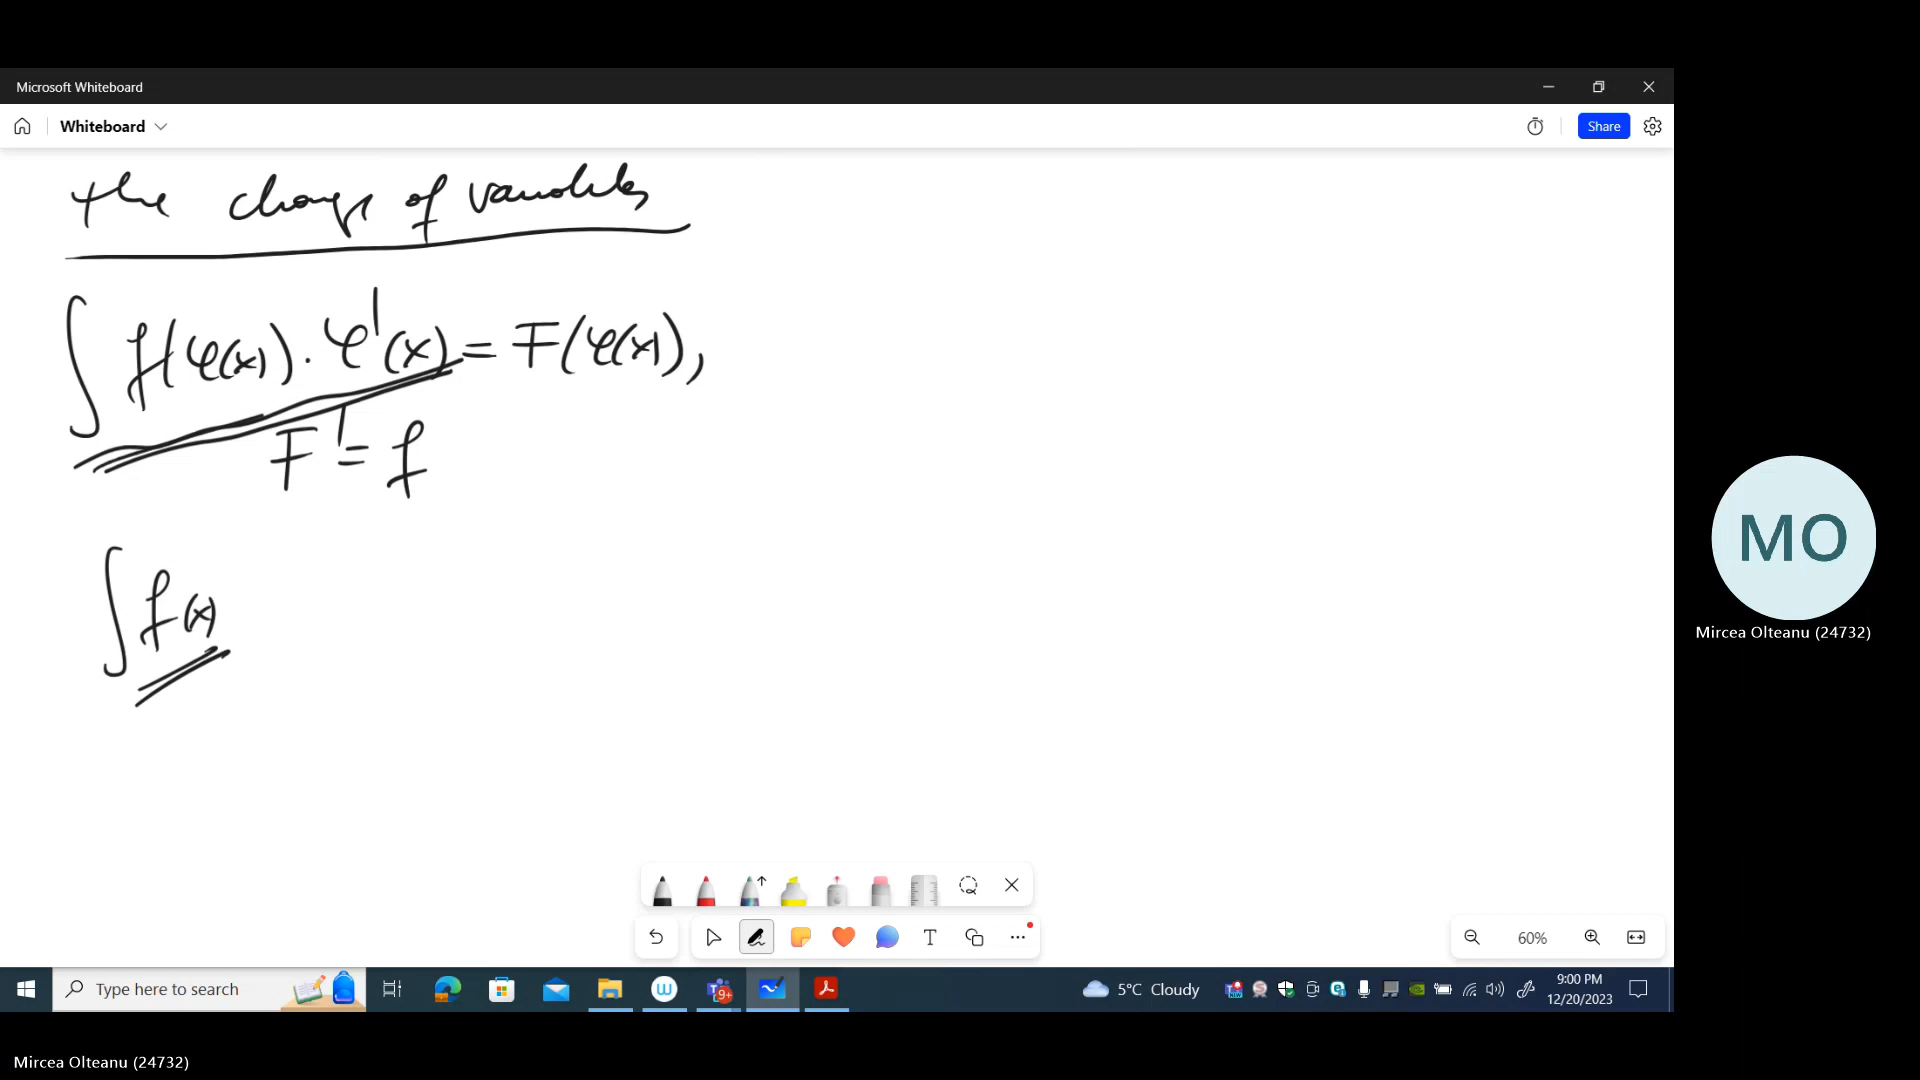 Microsoft Whiteboard
Whiteboard
Share
the change of variables
∫ f(φ(x)) · φ'(x) = F(φ(x)),
F' = f
∫ f(x)
MO
Mircea Olteanu (24732)
T
60%
Type here to search
9+
5°C Cloudy
9:00 PM
12/20/2023
Mircea Olteanu (24732)